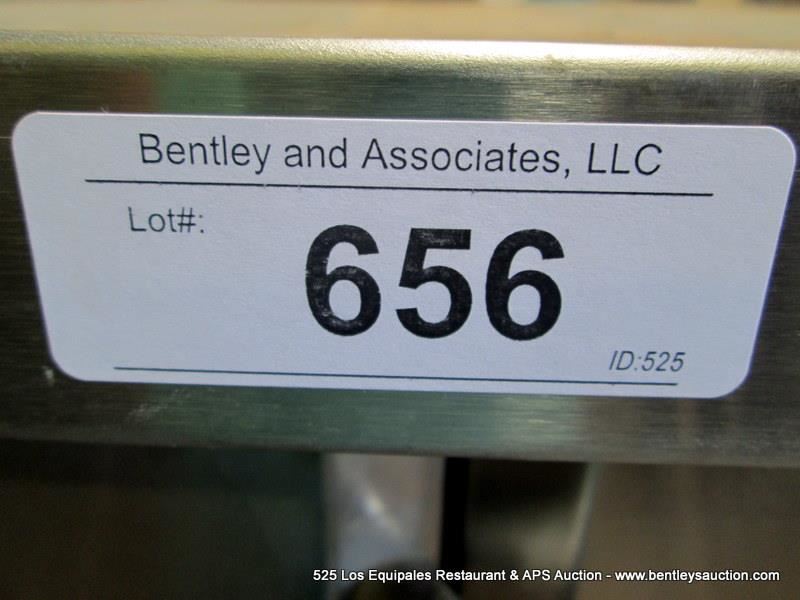 Bentley and Associates, LLC
Lot#:
656
ID:525
525 Los Equipales Restaurant & APS Auction - www.bentleysauction.com